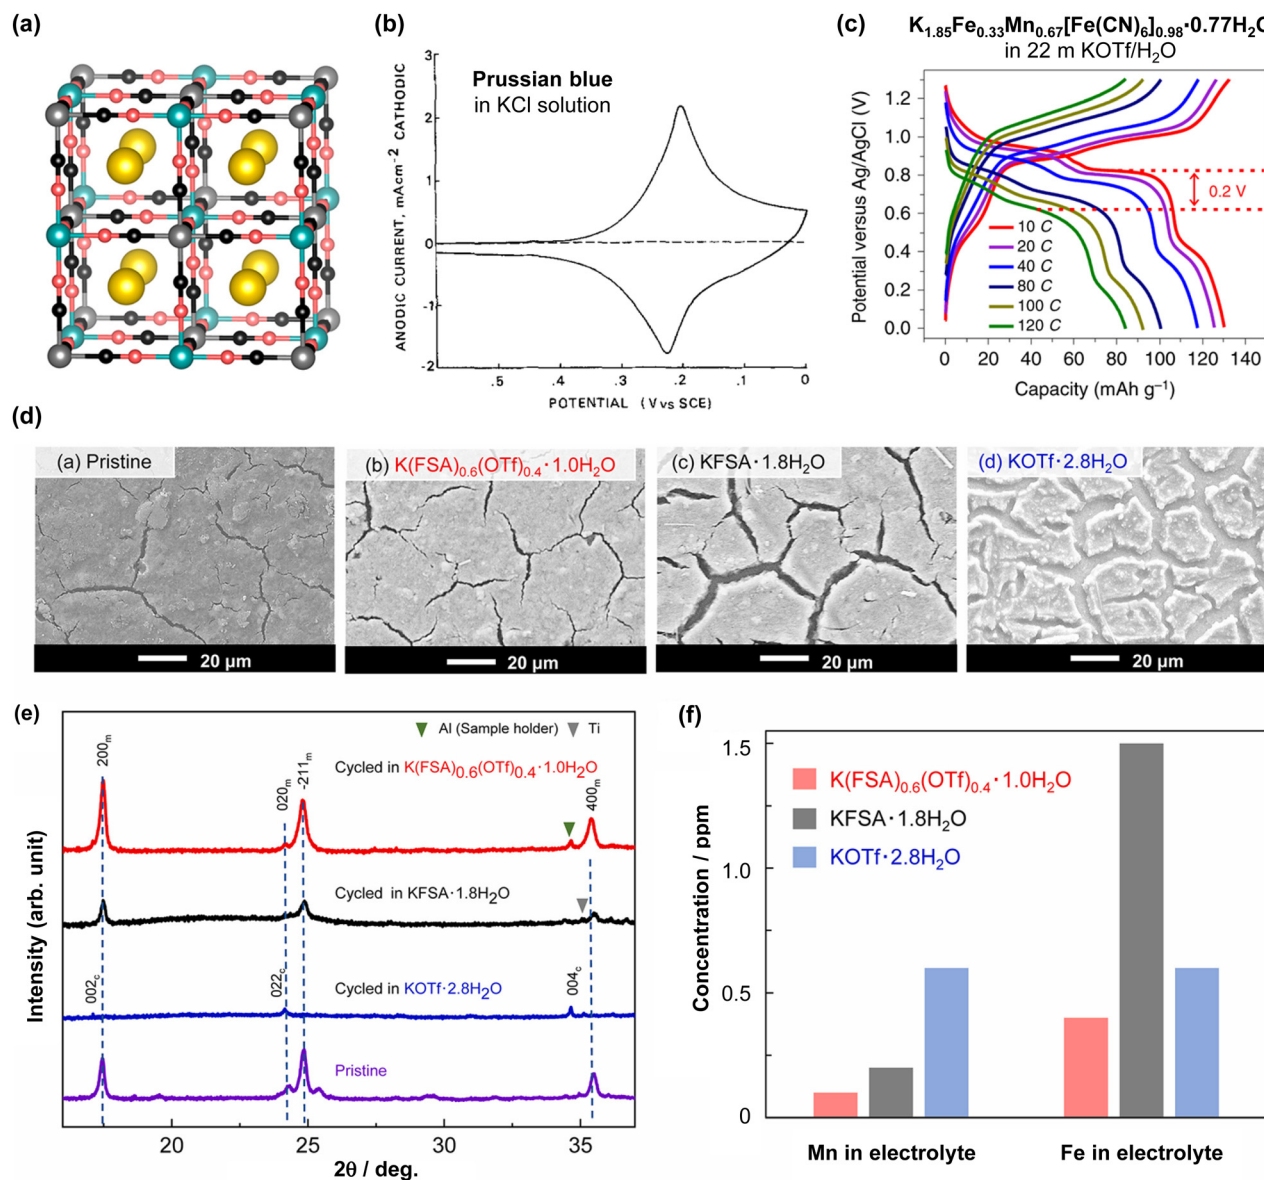 (a)
(b)
Prussian blue
in KCl solution
ANODIC CURRENT, mAcm⁻² CATHODIC
3
2
1
0
-1
-2
.5
.4
.3
.2
.1
0
POTENTIAL (V vs SCE)
(c)
K1.85Fe0.33Mn0.67[Fe(CN)6]0.98·0.77H2O
in 22 m KOTf/H2O
Potential versus Ag/AgCl (V)
1.2
1.0
0.8
0.6
0.4
0.2
0.0
0.2 V
10 C
20 C
40 C
80 C
100 C
120 C
0 20 40 60 80 100 120 140
Capacity (mAh g⁻¹)
(d)
(a) Pristine
20 µm
(b) K(FSA)0.6(OTf)0.4·1.0H2O
20 µm
(c) KFSA·1.8H2O
20 µm
(d) KOTf·2.8H2O
20 µm
(e)
Intensity (arb. unit)
Al (Sample holder) Ti
200m
Cycled in K(FSA)0.6(OTf)0.4·1.0H2O
020m
-211m
400m
Cycled in KFSA·1.8H2O
002c
022c
004c
Cycled in KOTf·2.8H2O
Pristine
20 25 30 35
2θ / deg.
(f)
Concentration / ppm
1.5
1.0
0.5
0
K(FSA)0.6(OTf)0.4·1.0H2O
KFSA·1.8H2O
KOTf·2.8H2O
Mn in electrolyte
Fe in electrolyte